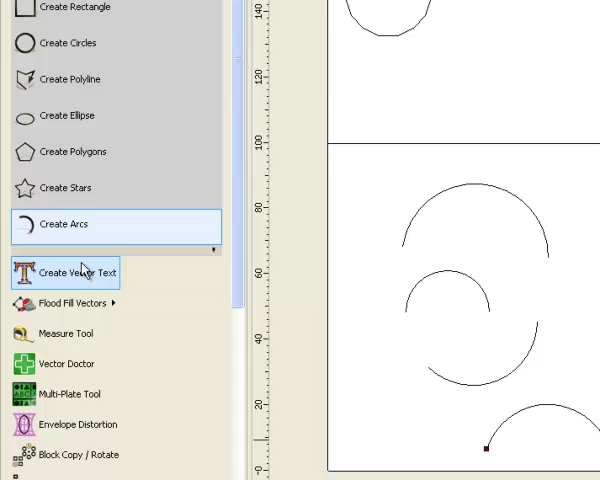 Create Rectangle
Create Circles
Create Polyline
Create Ellipse
Create Polygons
Create Stars
Create Arcs
Create Vector Text
Flood Fill Vectors
Measure Tool
Vector Doctor
Multi-Plate Tool
Envelope Distortion
Block Copy / Rotate
140
120
100
80
60
40
20
-0